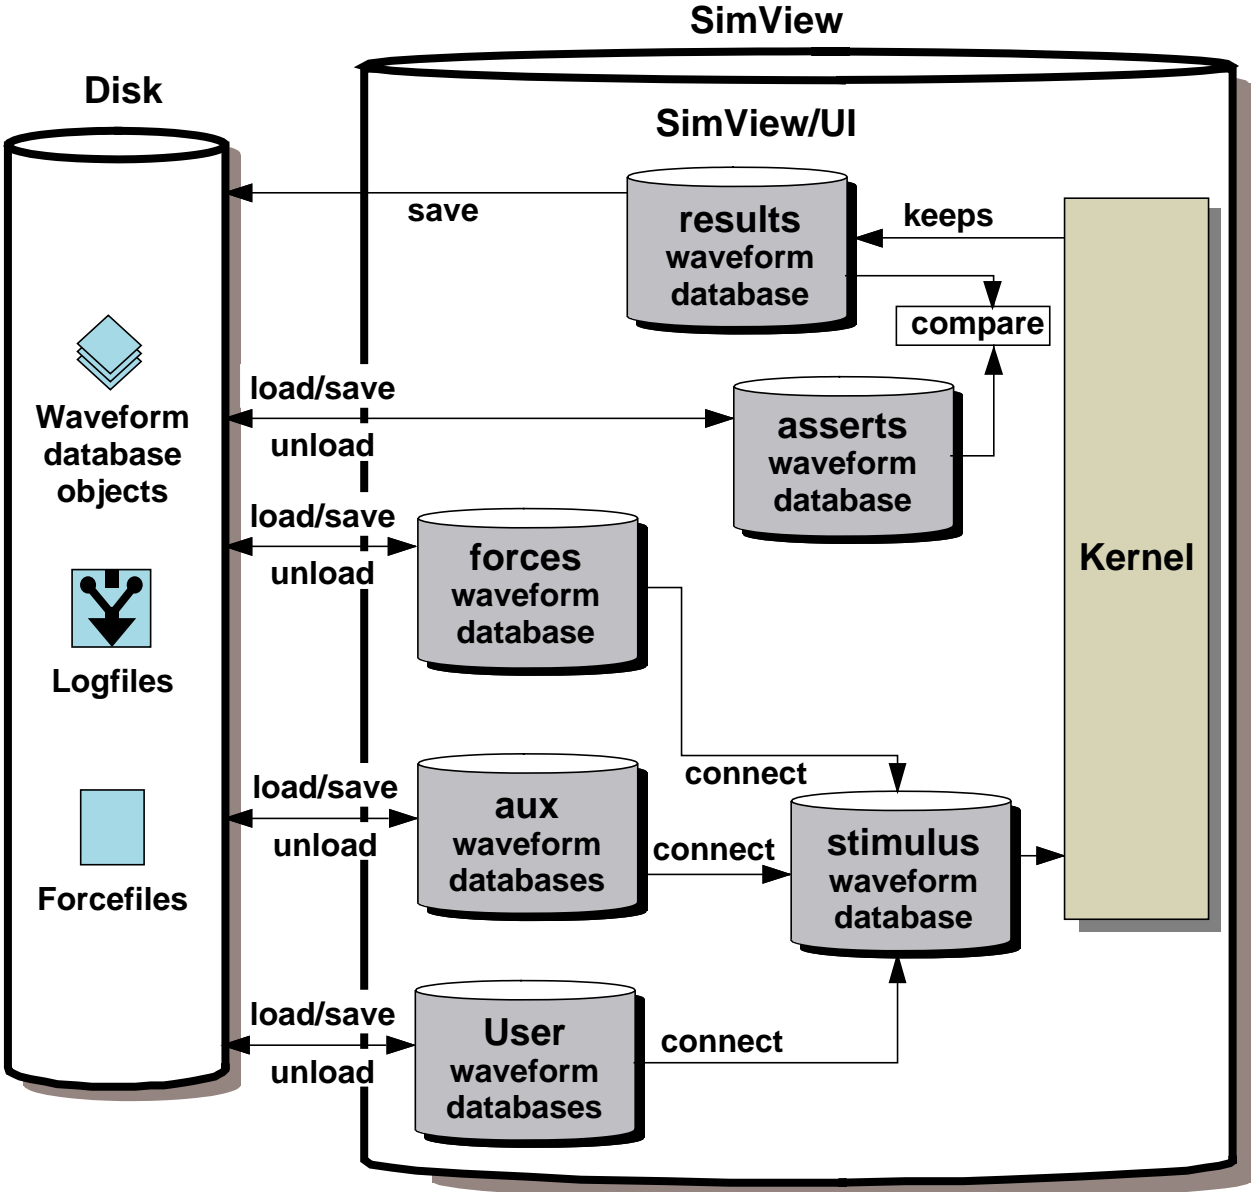 SimView
Disk
SimView/UI
save
results
waveform
database
keeps
compare
Waveform
database
objects
load/save
unload
asserts
waveform
database
load/save
unload
forces
waveform
database
Kernel
Logfiles
connect
load/save
unload
aux
waveform
databases
connect
stimulus
waveform
database
Forcefiles
load/save
unload
User
waveform
databases
connect